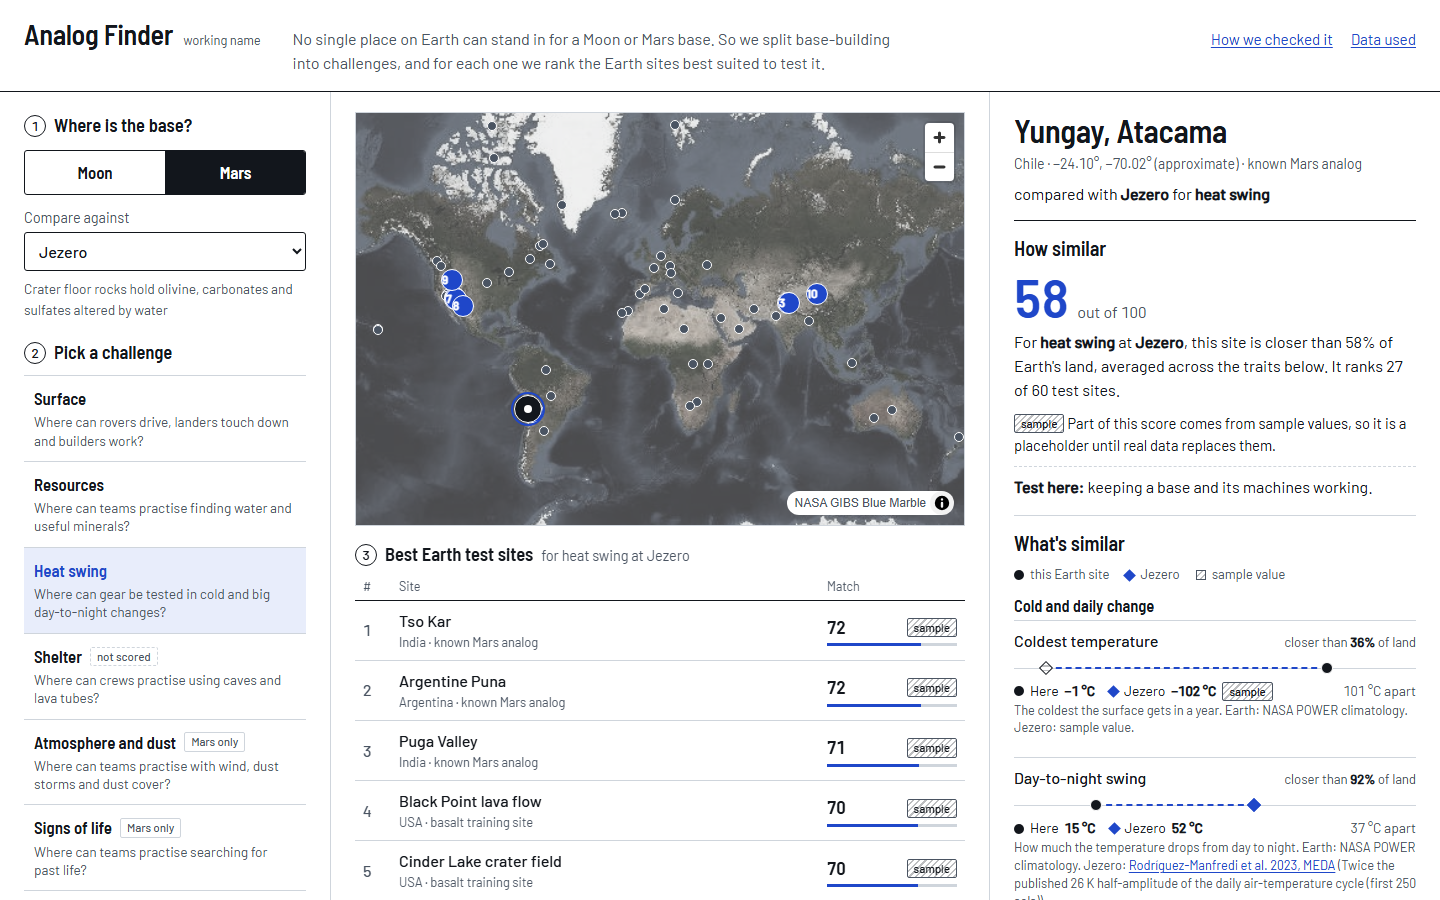 Analog Finder working name
No single place on Earth can stand in for a Moon or Mars base. So we split base-building
into challenges, and for each one we rank the Earth sites best suited to test it.
How we checked it
Data used
1 Where is the base?
Moon
Mars
Compare against
Jezero
Crater floor rocks hold olivine, carbonates and
sulfates altered by water
2 Pick a challenge
Surface
Where can rovers drive, landers touch down
and builders work?
Resources
Where can teams practise finding water and
useful minerals?
Heat swing
Where can gear be tested in cold and big
day-to-night changes?
Shelter not scored
Where can crews practise using caves and
lava tubes?
Atmosphere and dust Mars only
Where can teams practise with wind, dust
storms and dust cover?
Signs of life Mars only
Where can teams practise searching for
past life?
+
−
9
7
8
3
10
NASA GIBS Blue Marble
3 Best Earth test sites for heat swing at Jezero
# Site Match
1 Tso Kar 72 sample
India · known Mars analog
2 Argentine Puna 72 sample
Argentina · known Mars analog
3 Puga Valley 71 sample
India · known Mars analog
4 Black Point lava flow 70 sample
USA · basalt training site
5 Cinder Lake crater field 70 sample
USA · basalt training site
Yungay, Atacama
Chile · −24.10°, −70.02° (approximate) · known Mars analog
compared with Jezero for heat swing
How similar
58 out of 100
For heat swing at Jezero, this site is closer than 58% of
Earth's land, averaged across the traits below. It ranks 27
of 60 test sites.
sample Part of this score comes from sample values, so it is a
placeholder until real data replaces them.
Test here: keeping a base and its machines working.
What's similar
this Earth site Jezero sample value
Cold and daily change
Coldest temperature closer than 36% of land
Here −1 °C Jezero −102 °C sample 101 °C apart
The coldest the surface gets in a year. Earth: NASA POWER climatology.
Jezero: sample value.
Day-to-night swing closer than 92% of land
Here 15 °C Jezero 52 °C 37 °C apart
How much the temperature drops from day to night. Earth: NASA POWER
climatology. Jezero: Rodríguez-Manfredi et al. 2023, MEDA (Twice the
published 26 K half-amplitude of the daily air-temperature cycle (first 250